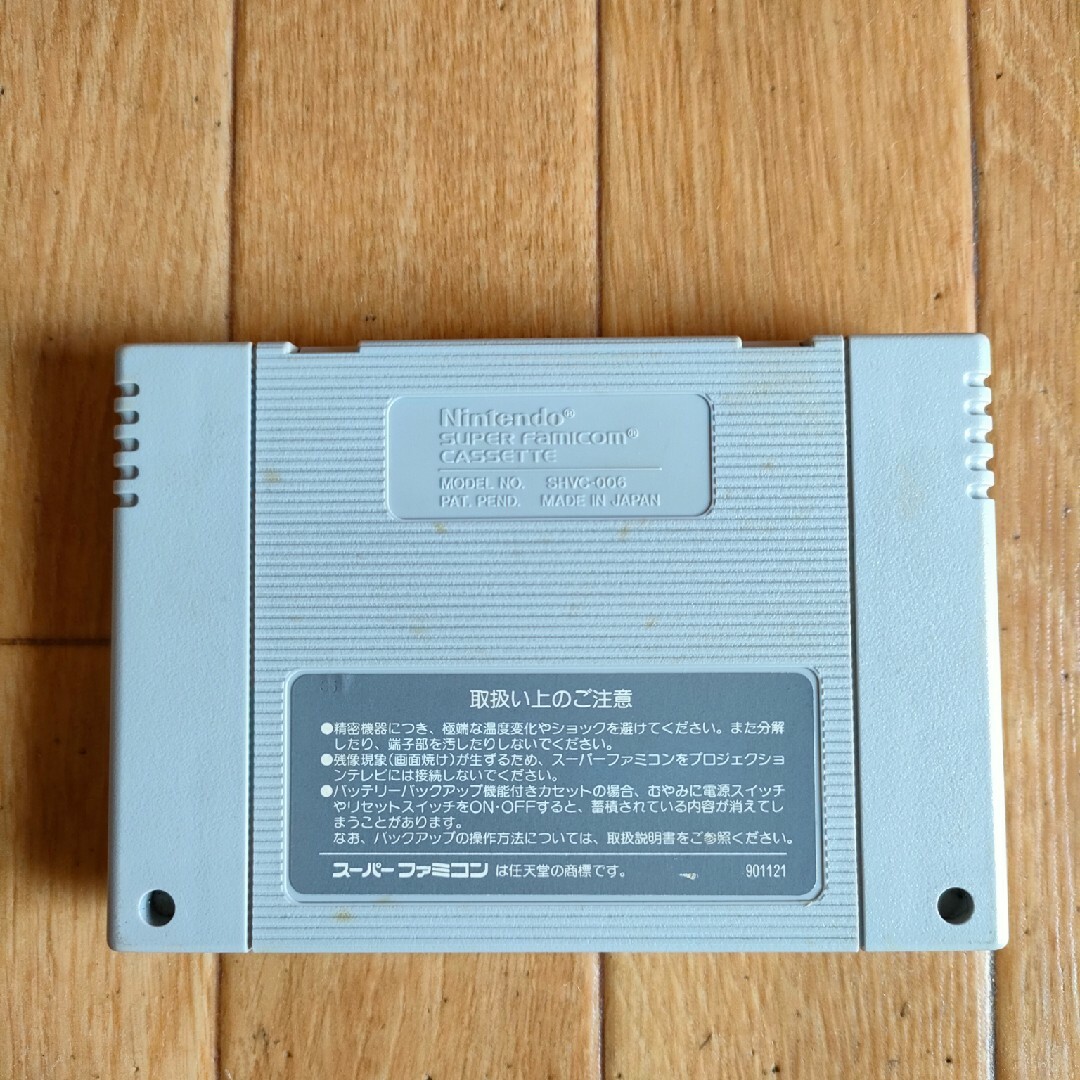 Nintendo®
SUPER FAMICOM®
CASSETTE
MODEL NO. SHVC-006
PAT. PEND. MADE IN JAPAN
取扱い上のご注意
●精密機器につき、極端な温度変化やショックを避けてください。また分解
したり、端子部を汚したりしないでください。
●残像現象(画面焼け)が生ずるため、スーパーファミコンをプロジェクショ
ンテレビには接続しないでください。
●バッテリーバックアップ機能付きカセットの場合、むやみに電源スイッチ
やリセットスイッチをON・OFFすると、蓄積されている内容が消えてし
まうことがあります。
なお、バックアップの操作方法については、取扱説明書をご参照ください。
スーパーファミコン は任天堂の商標です。 901121